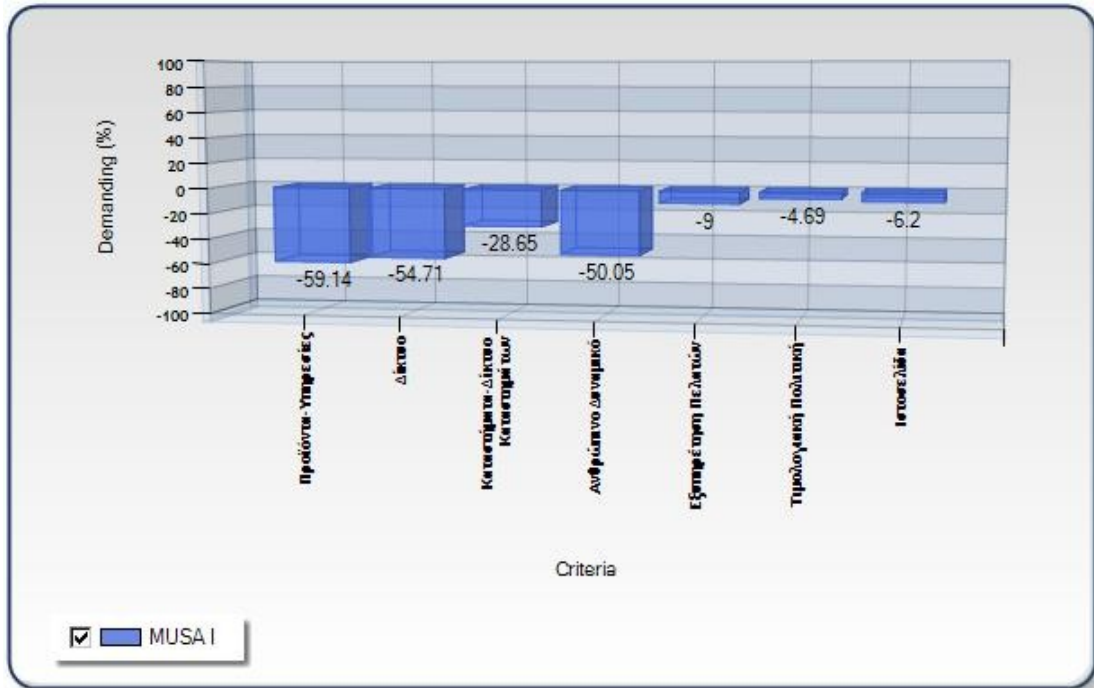 100
80
60
40
20
0
-20
-40
-60
-80
-100
Demanding (%)
-59.14
-54.71
-28.65
-50.05
-9
-4.69
-6.2
Προϊόντα-Υπηρεσίες
Δίκτυο
Καταστήματα-Δίκτυο
Καταστημάτων
Ανθρώπινο Δυναμικό
Εξυπηρέτηση Πελατών
Τιμολογιακή Πολιτική
Ιστοσελίδα
Criteria
MUSA I